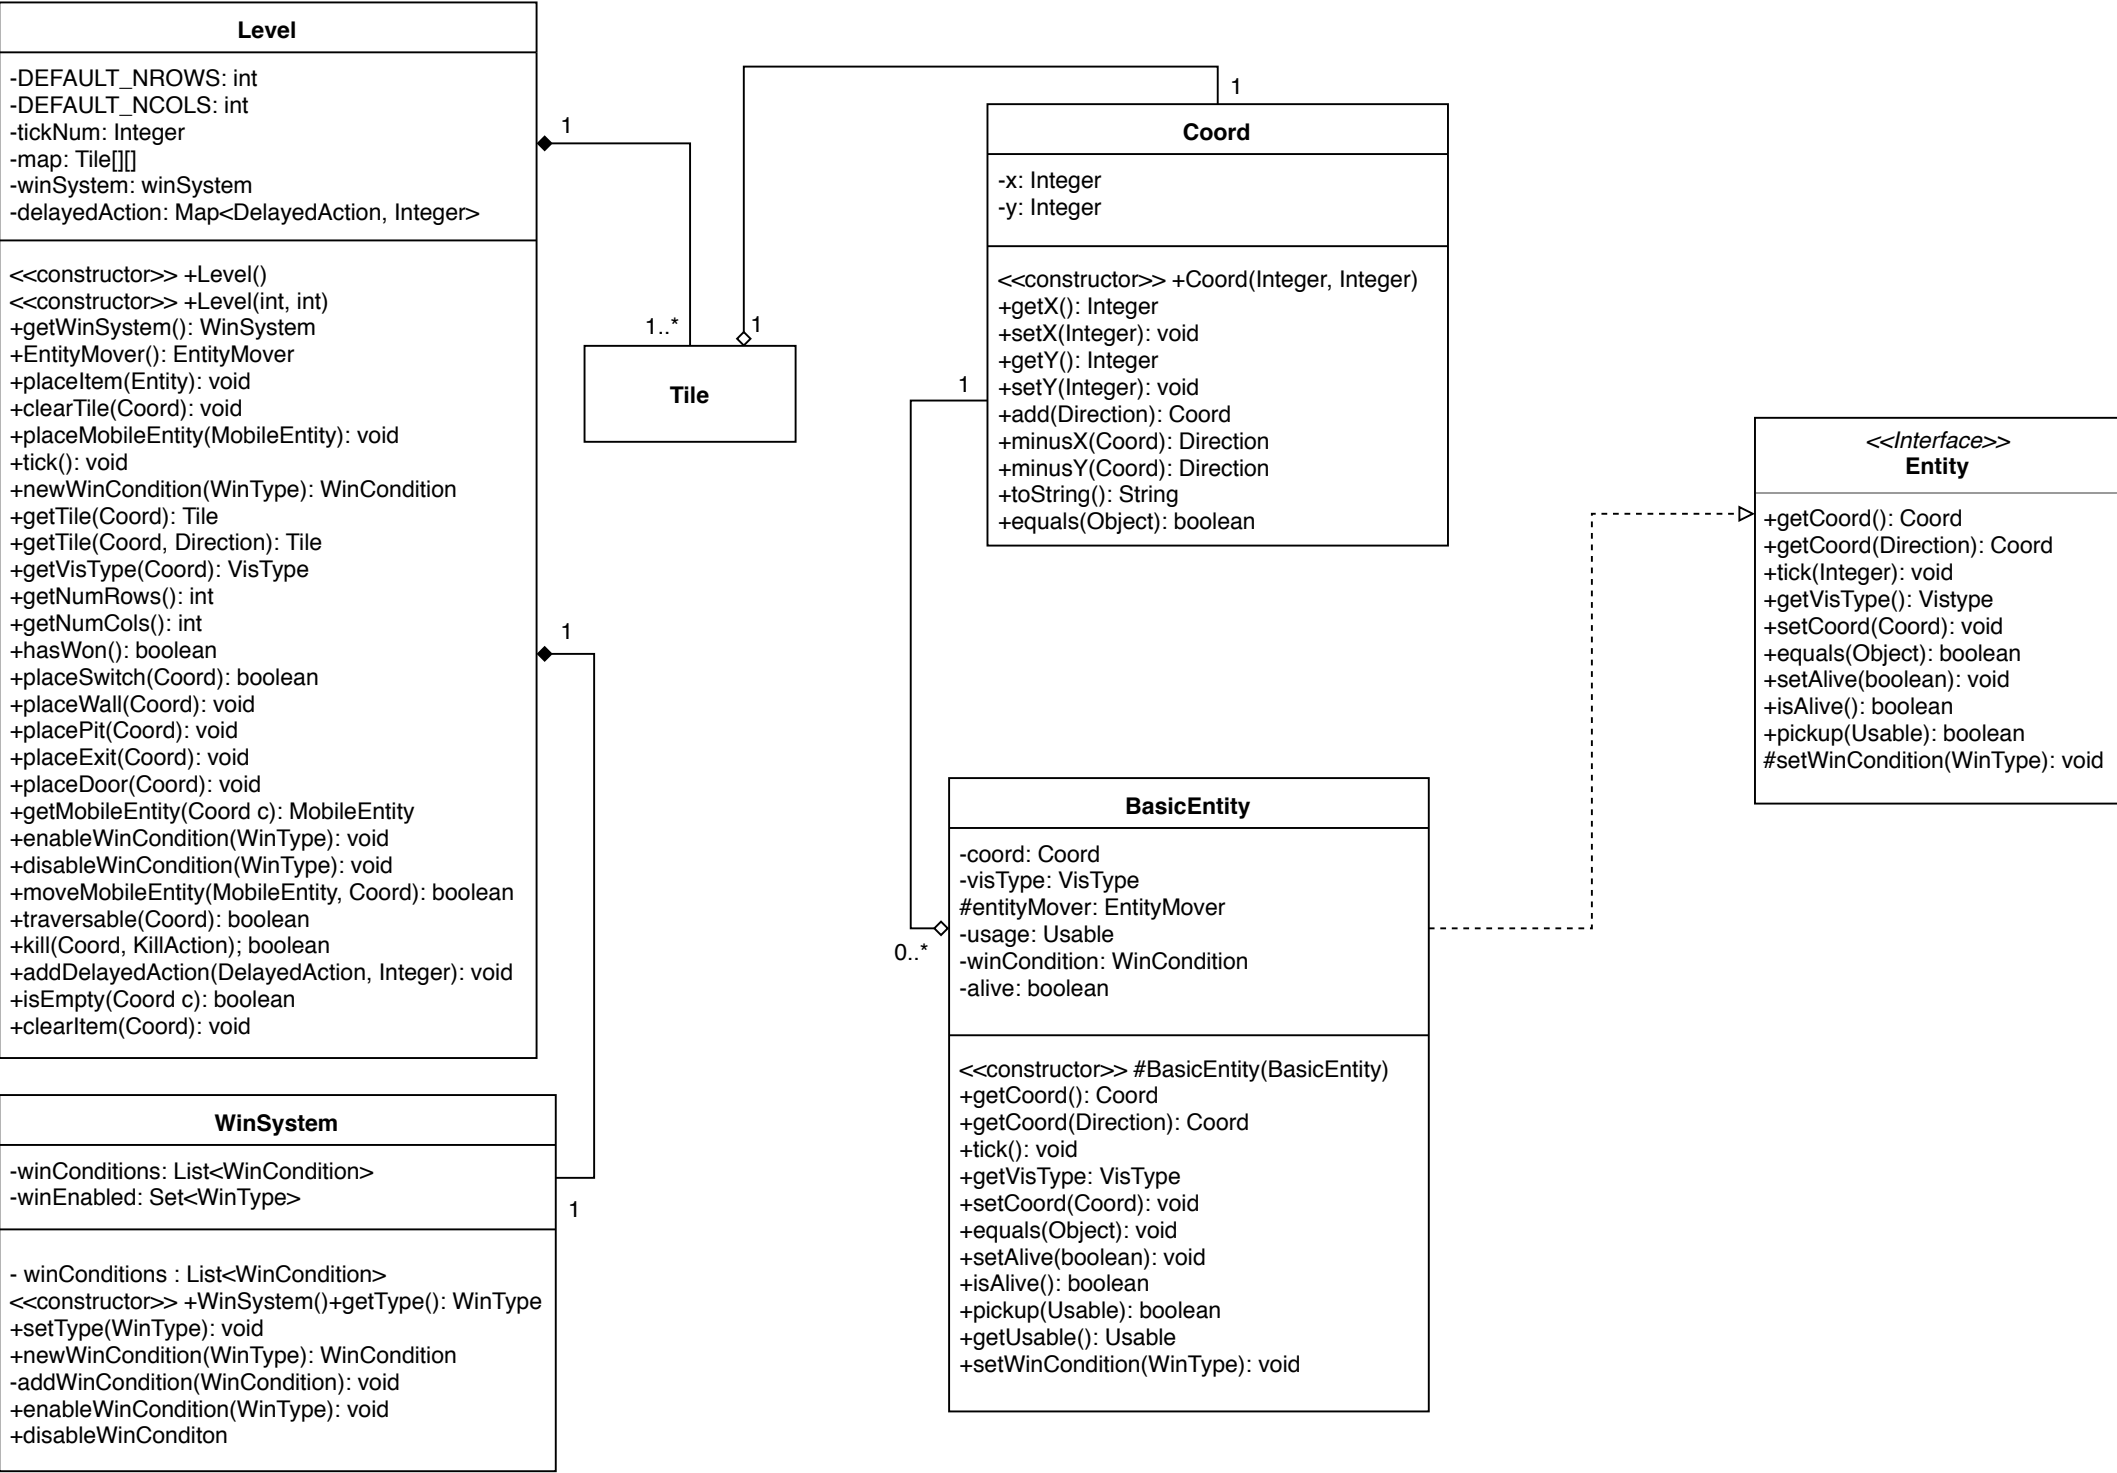 Level
-DEFAULT_NROWS: int
-DEFAULT_NCOLS: int
-tickNum: Integer
-map: Tile[][]
-winSystem: winSystem
-delayedAction: Map<DelayedAction, Integer>
<<constructor>> +Level()
<<constructor>> +Level(int, int)
+getWinSystem(): WinSystem
+EntityMover(): EntityMover
+placeItem(Entity): void
+clearTile(Coord): void
+placeMobileEntity(MobileEntity): void
+tick(): void
+newWinCondition(WinType): WinCondition
+getTile(Coord): Tile
+getTile(Coord, Direction): Tile
+getVisType(Coord): VisType
+getNumRows(): int
+getNumCols(): int
+hasWon(): boolean
+placeSwitch(Coord): boolean
+placeWall(Coord): void
+placePit(Coord): void
+placeExit(Coord): void
+placeDoor(Coord): void
+getMobileEntity(Coord c): MobileEntity
+enableWinCondition(WinType): void
+disableWinCondition(WinType): void
+moveMobileEntity(MobileEntity, Coord): boolean
+traversable(Coord): boolean
+kill(Coord, KillAction); boolean
+addDelayedAction(DelayedAction, Integer): void
+isEmpty(Coord c): boolean
+clearItem(Coord): void
1
1..*
1
1
Tile
1
1
WinSystem
-winConditions: List<WinCondition>
-winEnabled: Set<WinType>
- winConditions : List<WinCondition>
<<constructor>> +WinSystem()+getType(): WinType
+setType(WinType): void
+newWinCondition(WinType): WinCondition
-addWinCondition(WinCondition): void
+enableWinCondition(WinType): void
+disableWinConditon
Coord
-x: Integer
-y: Integer
<<constructor>> +Coord(Integer, Integer)
+getX(): Integer
+setX(Integer): void
+getY(): Integer
+setY(Integer): void
+add(Direction): Coord
+minusX(Coord): Direction
+minusY(Coord): Direction
+toString(): String
+equals(Object): boolean
1
0..*
BasicEntity
-coord: Coord
-visType: VisType
#entityMover: EntityMover
-usage: Usable
-winCondition: WinCondition
-alive: boolean
<<constructor>> #BasicEntity(BasicEntity)
+getCoord(): Coord
+getCoord(Direction): Coord
+tick(): void
+getVisType: VisType
+setCoord(Coord): void
+equals(Object): void
+setAlive(boolean): void
+isAlive(): boolean
+pickup(Usable): boolean
+getUsable(): Usable
+setWinCondition(WinType): void
<<Interface>>
Entity
+getCoord(): Coord
+getCoord(Direction): Coord
+tick(Integer): void
+getVisType(): Vistype
+setCoord(Coord): void
+equals(Object): boolean
+setAlive(boolean): void
+isAlive(): boolean
+pickup(Usable): boolean
#setWinCondition(WinType): void